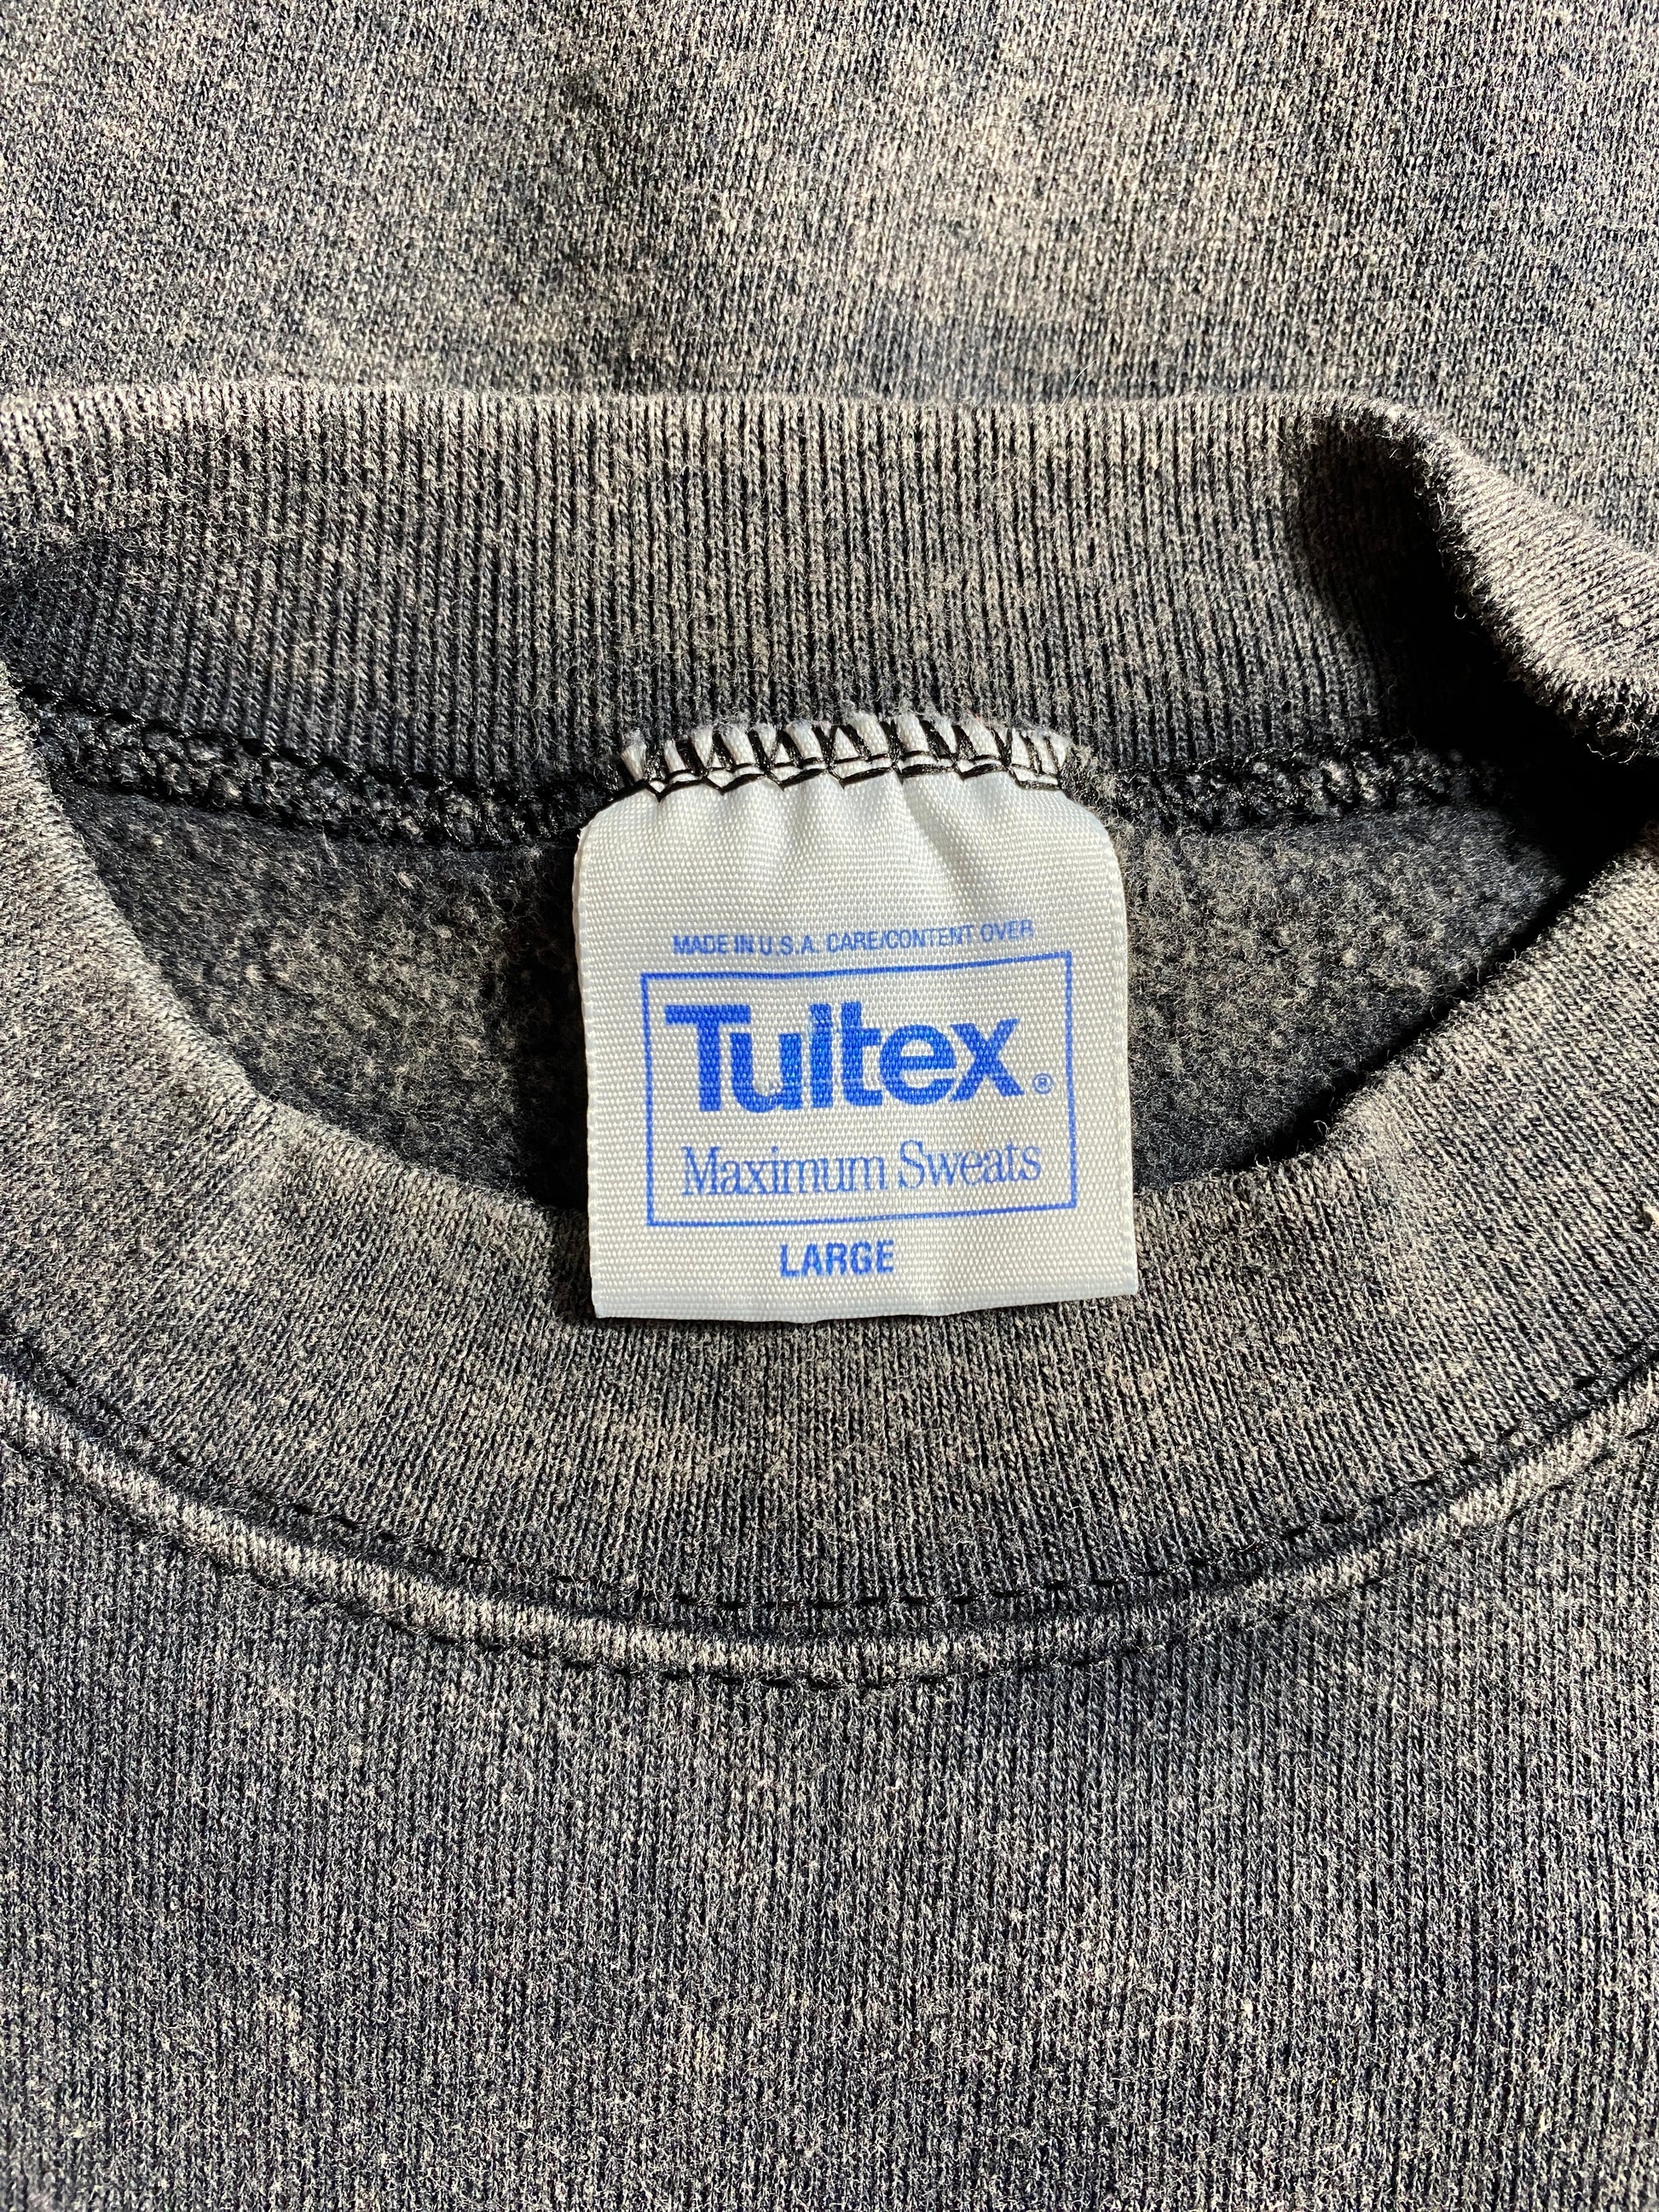 MADE IN U.S.A. CARE/CONTENT OVER
Tultex®
Maximum Sweats
LARGE